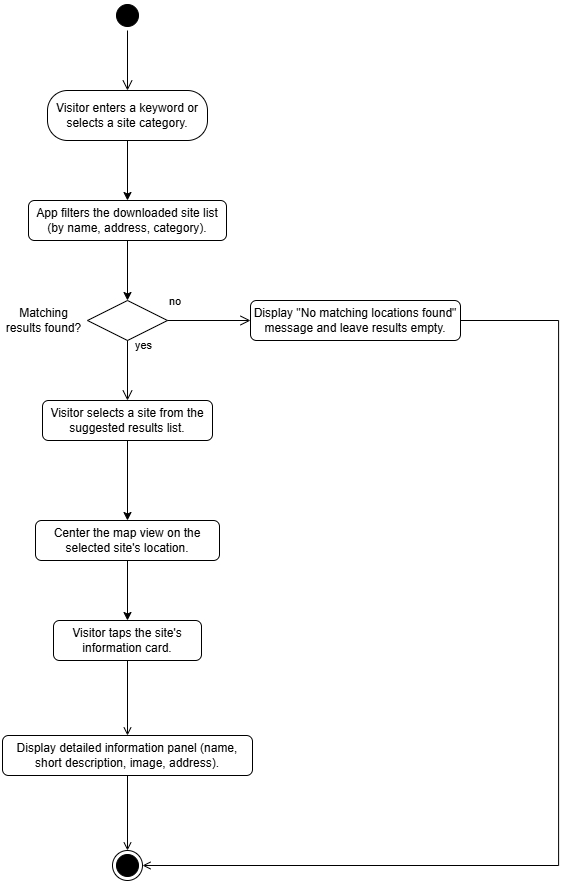 Visitor enters a keyword or
selects a site category.
App filters the downloaded site list
(by name, address, category).
Matching
results found?
no
yes
Display "No matching locations found"
message and leave results empty.
Visitor selects a site from the
suggested results list.
Center the map view on the
selected site's location.
Visitor taps the site's
information card.
Display detailed information panel (name,
short description, image, address).